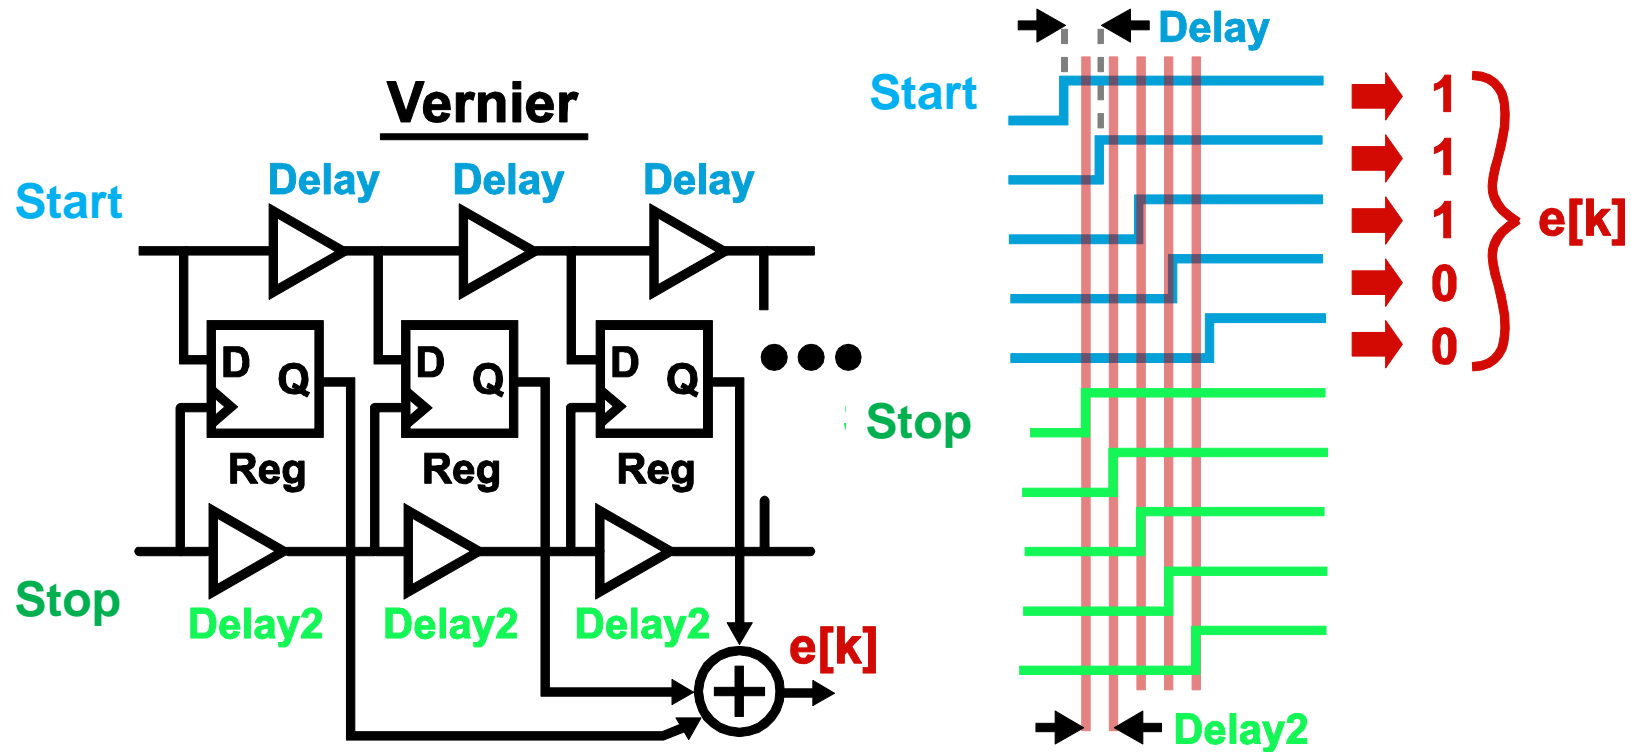 Vernier
Start
Delay Delay Delay
D Q D Q D Q
Reg Reg Reg
Stop
Delay2 Delay2 Delay2
e[k]
Delay
Start
1
1
1
0
0
e[k]
Stop
Delay2